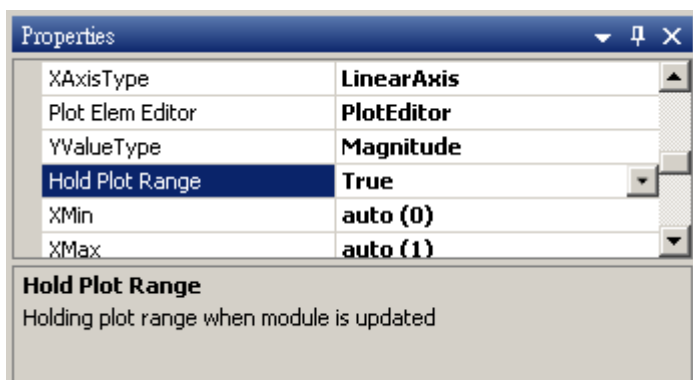 Properties
XAxisType LinearAxis
Plot Elem Editor PlotEditor
YValueType Magnitude
Hold Plot Range True
XMin auto (0)
XMax auto (1)
Hold Plot Range
Holding plot range when module is updated